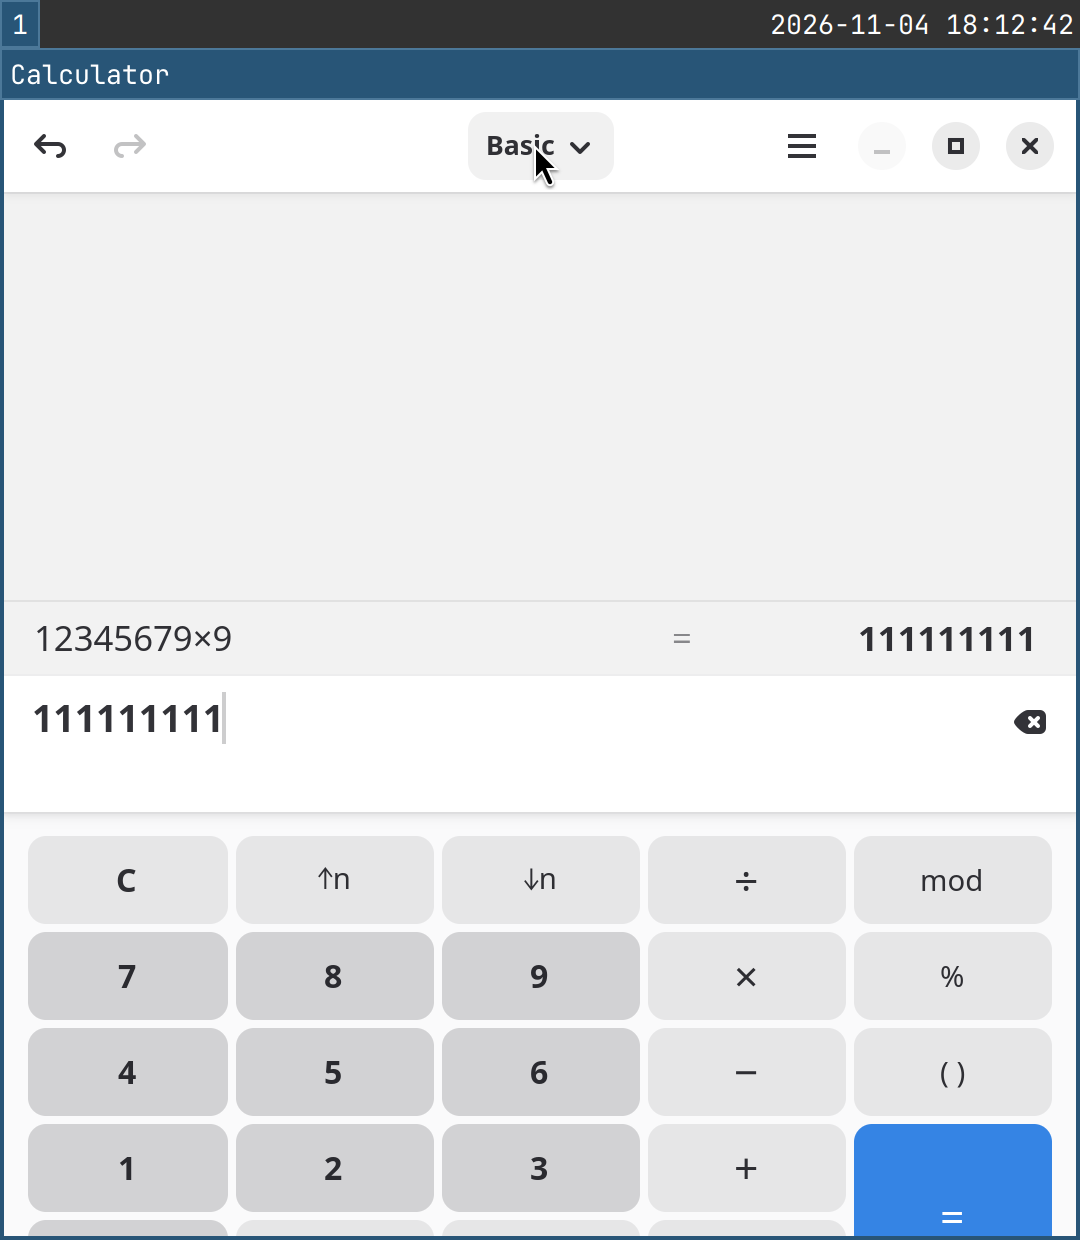 1 2026-11-04 18:12:42
Calculator
Basic
12345679×9 = 111111111
111111111
C ↑n ↓n ÷ mod
7 8 9 × %
4 5 6 − ( )
1 2 3 +
=